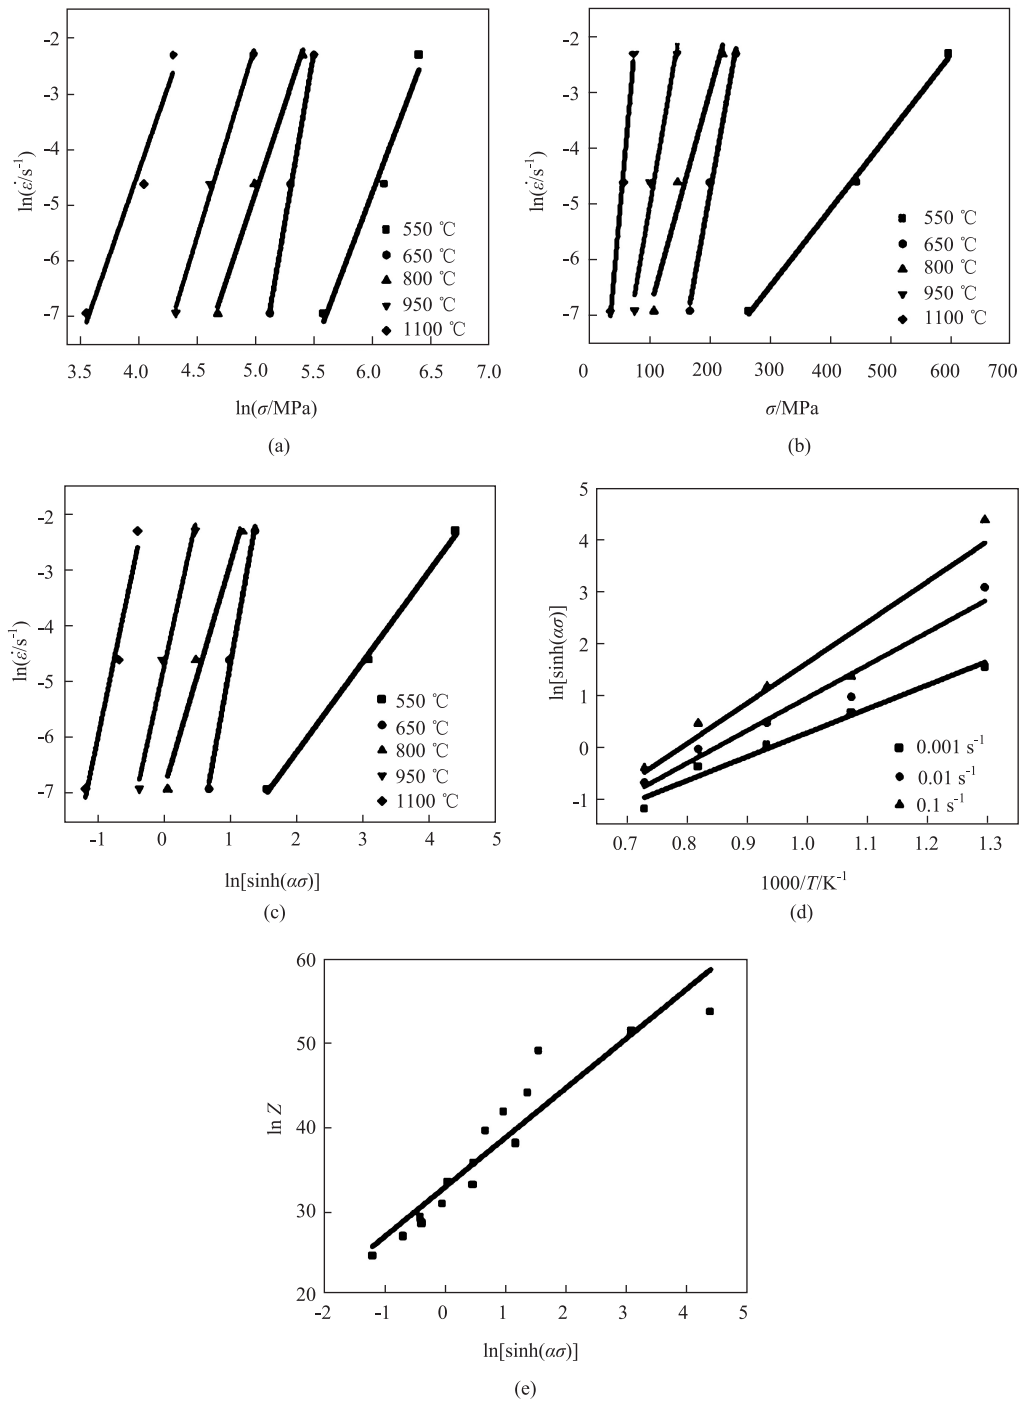 -2
-3
-4
-5
-6
-7
ln(ε̇/s⁻¹)
550 ℃
650 ℃
800 ℃
950 ℃
1100 ℃
3.5 4.0 4.5 5.0 5.5 6.0 6.5 7.0
ln(σ/MPa)
(a)
-2
-3
-4
-5
-6
-7
ln(ε̇/s⁻¹)
550 ℃
650 ℃
800 ℃
950 ℃
1100 ℃
0 100 200 300 400 500 600 700
σ/MPa
(b)
-2
-3
-4
-5
-6
-7
ln(ε̇/s⁻¹)
550 ℃
650 ℃
800 ℃
950 ℃
1100 ℃
-1 0 1 2 3 4 5
ln[sinh(ασ)]
(c)
5
4
3
2
1
0
-1
ln[sinh(ασ)]
0.001 s⁻¹
0.01 s⁻¹
0.1 s⁻¹
0.7 0.8 0.9 1.0 1.1 1.2 1.3
1000/T/K⁻¹
(d)
60
50
40
30
20
ln Z
-2 -1 0 1 2 3 4 5
ln[sinh(ασ)]
(e)